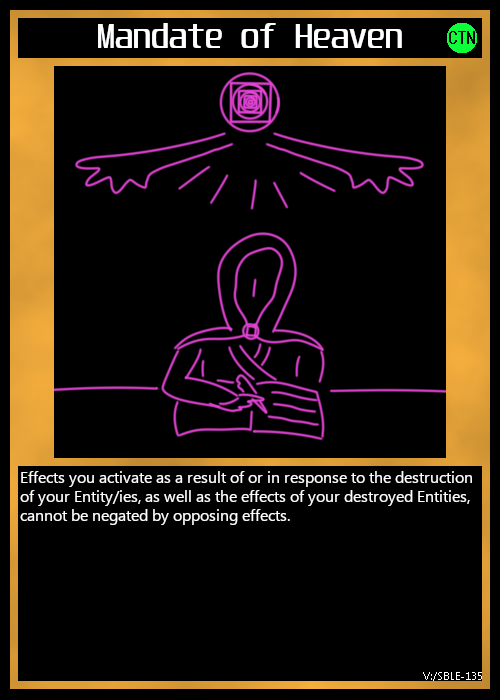 Mandate of Heaven
CTN
Effects you activate as a result of or in response to the destruction
of your Entity/ies, as well as the effects of your destroyed Entities,
cannot be negated by opposing effects.
V:/SBLE-135